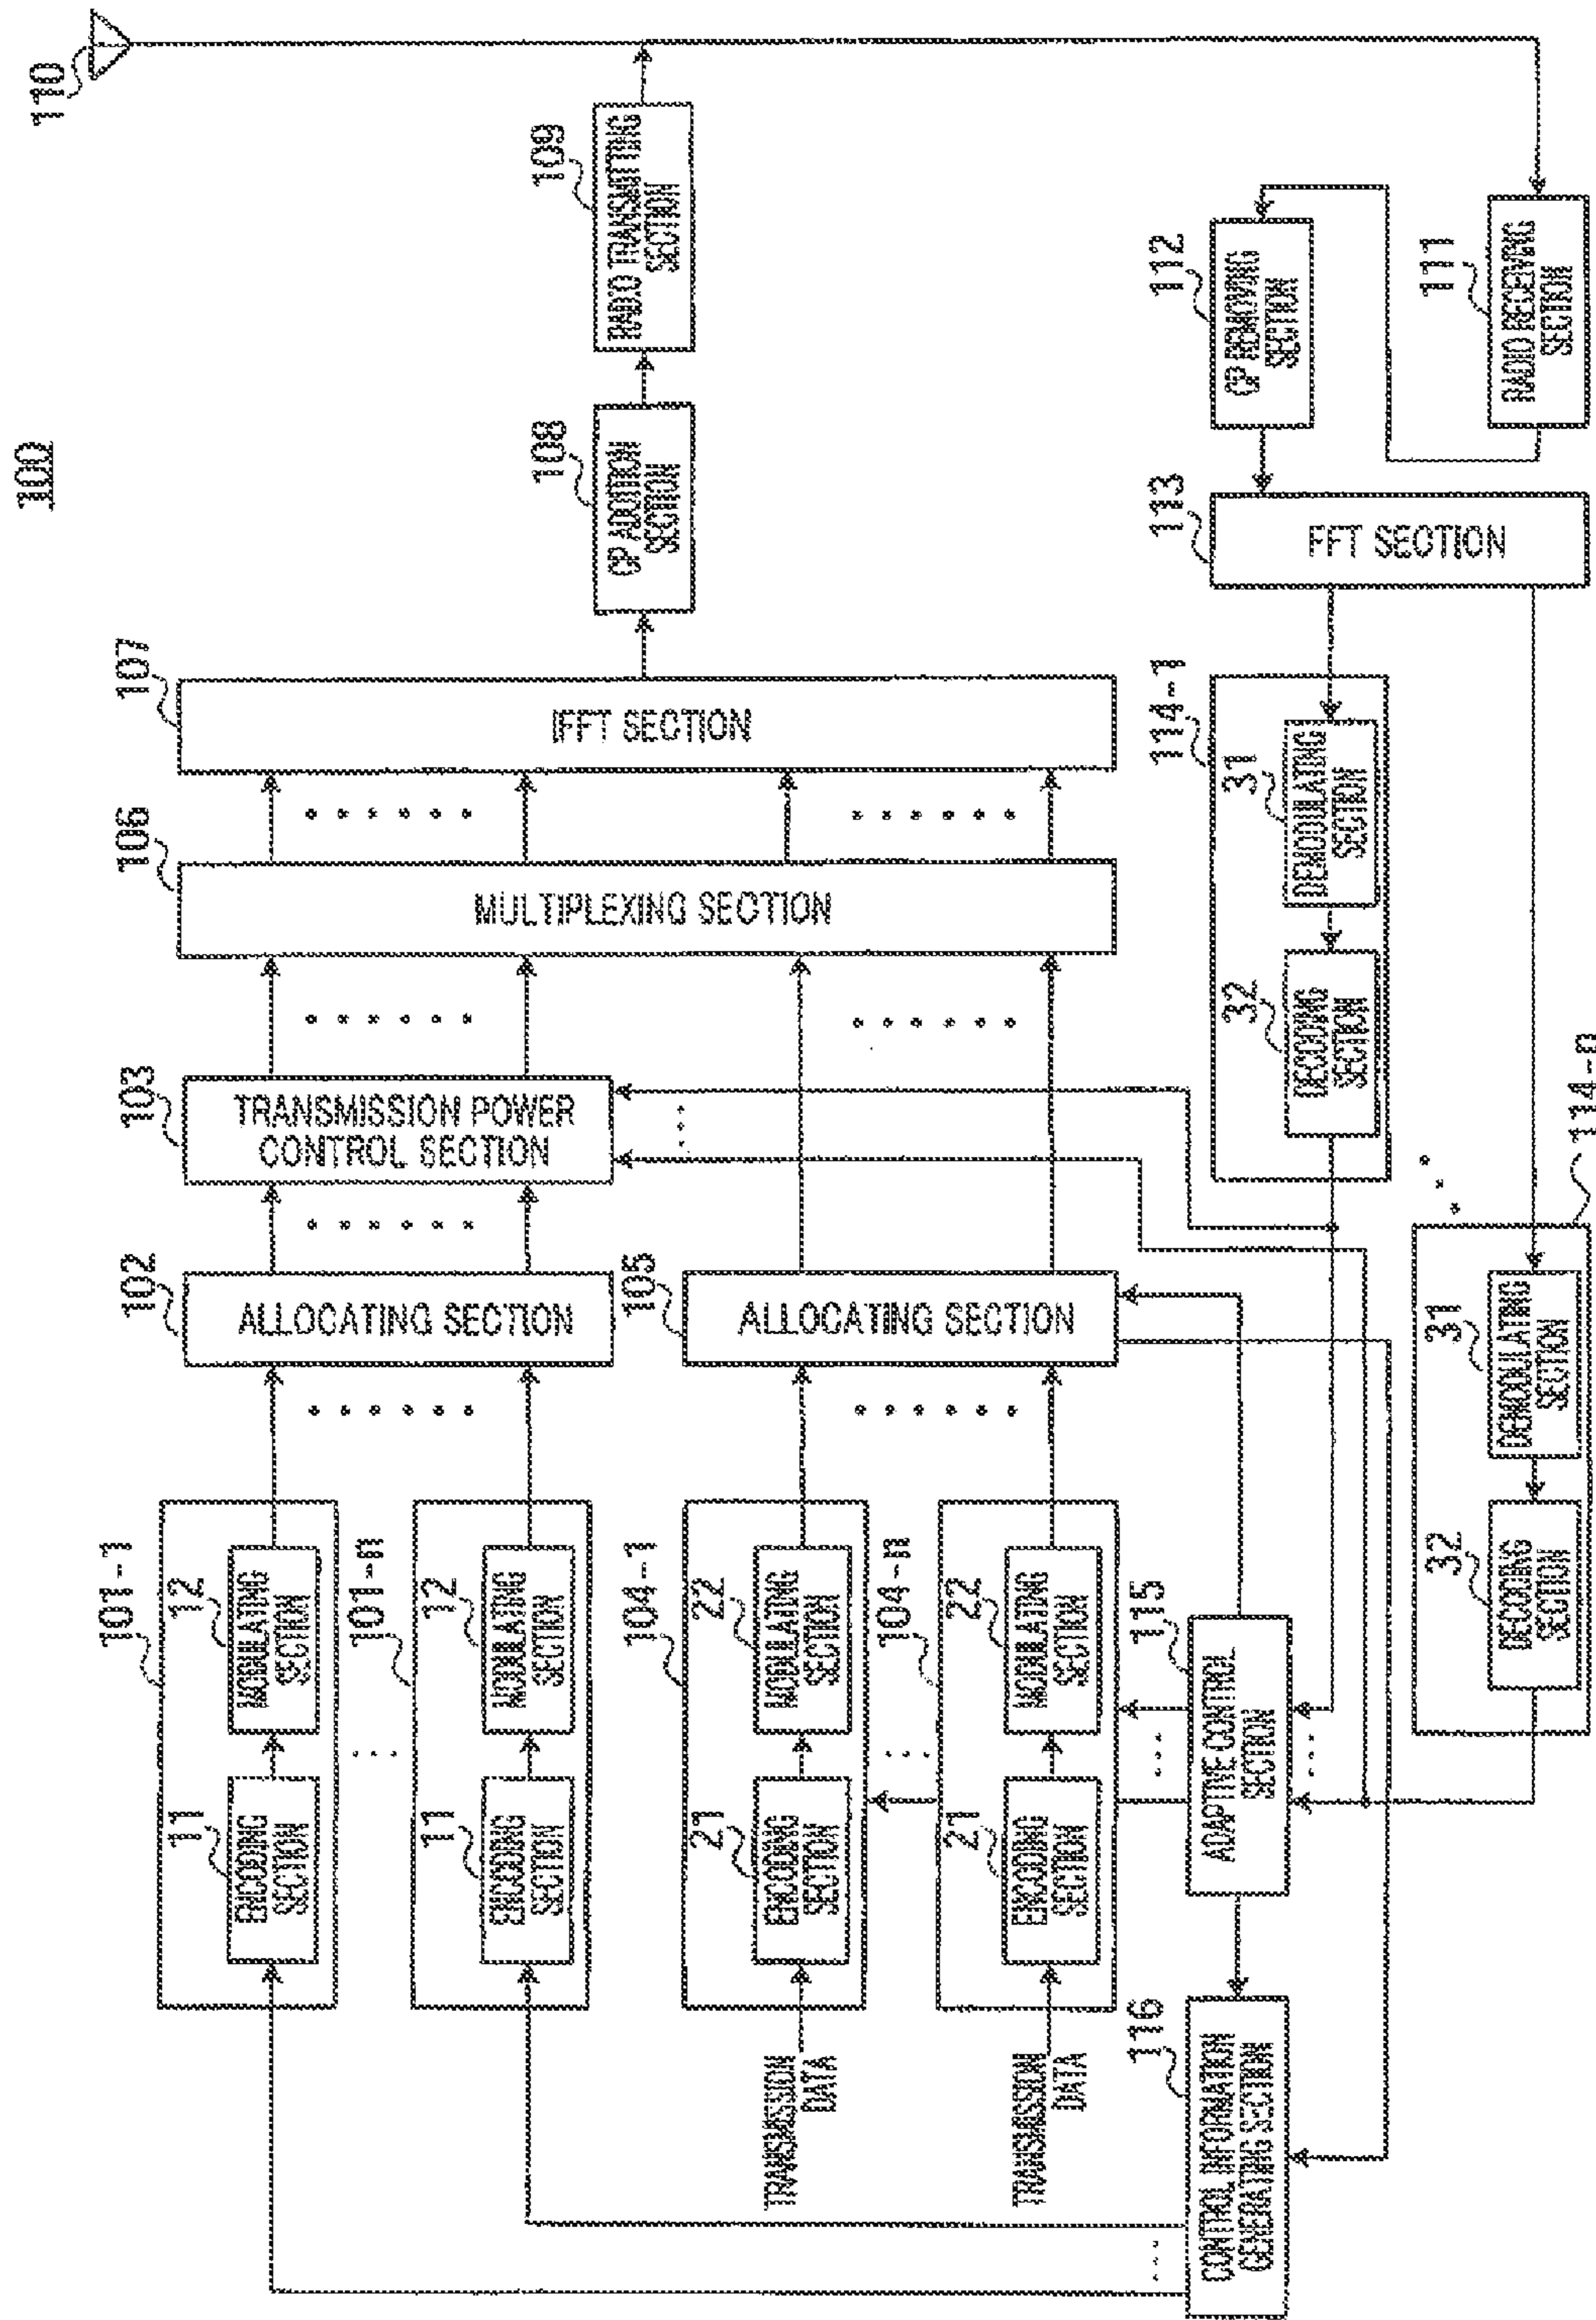 100
110
101-1
11
ENCODING
SECTION
12
MODULATING
SECTION
101-n
11
ENCODING
SECTION
12
MODULATING
SECTION
102
ALLOCATING SECTION
103
TRANSMISSION POWER
CONTROL SECTION
104-1
TRANSMISSION
DATA
21
ENCODING
SECTION
22
MODULATING
SECTION
104-n
TRANSMISSION
DATA
21
ENCODING
SECTION
22
MODULATING
SECTION
105
ALLOCATING SECTION
106
MULTIPLEXING SECTION
107
IFFT SECTION
108
CP ADDITION
SECTION
109
RADIO TRANSMITTING
SECTION
116
CONTROL INFORMATION
GENERATING SECTION
115
ADAPTIVE CONTROL
SECTION
114-1
32
DECODING
SECTION
31
DEMODULATING
SECTION
114-n
32
DECODING
SECTION
31
DEMODULATING
SECTION
113
FFT SECTION
112
CP REMOVING
SECTION
111
RADIO RECEIVING
SECTION